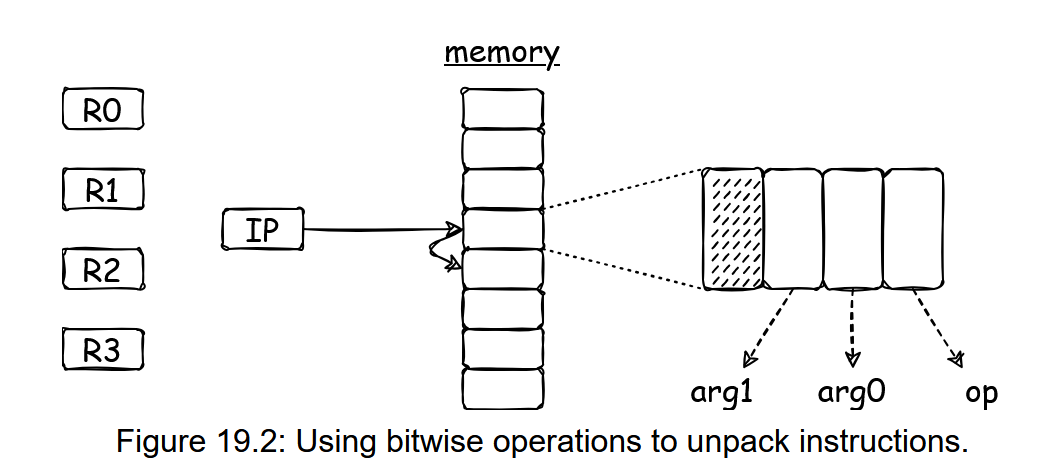 memory
R0
R1
IP
R2
R3
arg1 arg0 op
Figure 19.2: Using bitwise operations to unpack instructions.